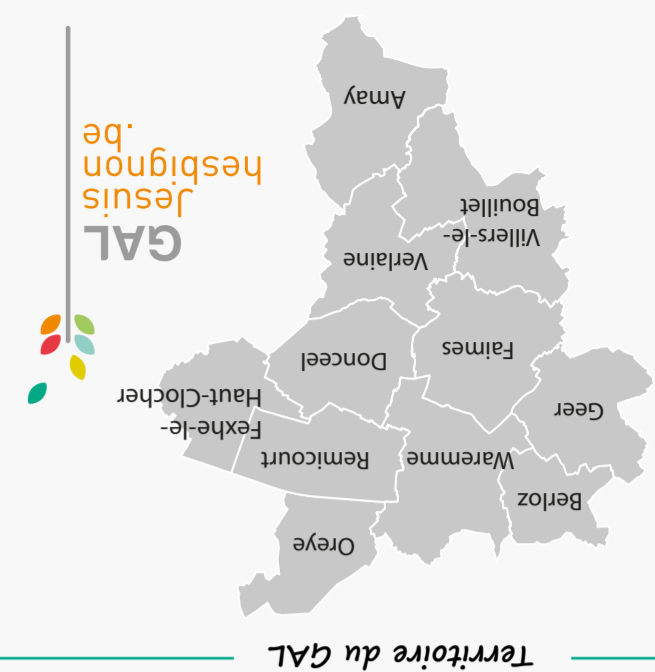 Territoire du GAL
Oreye
Berloz
Waremme
Remicourt
Fexhe-le-
Haut-Clocher
Geer
Faimes
Donceel
Villers-le-
Bouillet
Verlaine
Amay
GAL
Jesuis
hesbignon
.be